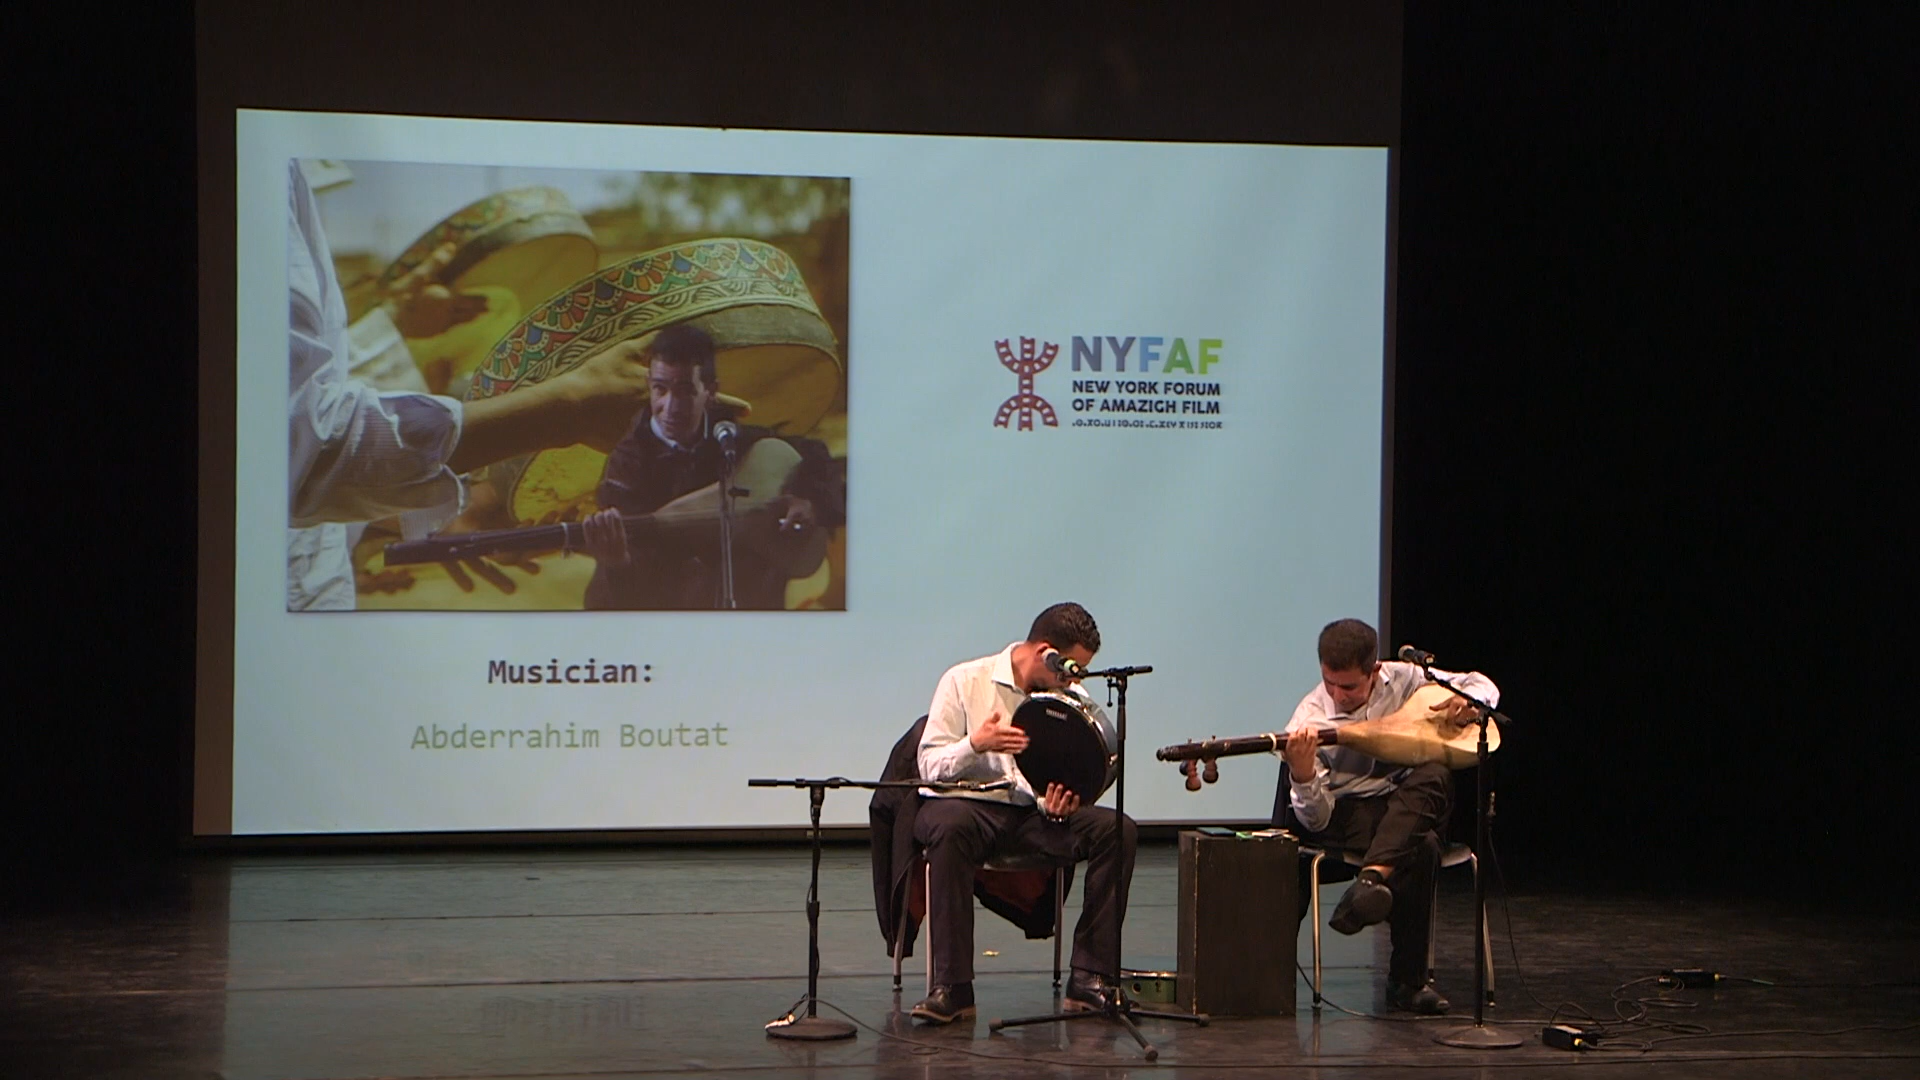 NYFAF
NEW YORK FORUM
OF AMAZIGH FILM
Musician:
Abderrahim Boutat